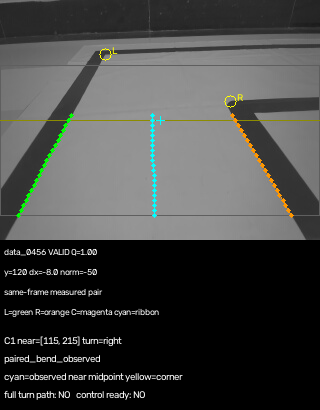 L
R
data_0456 VALID Q=1.00
y=120 dx=-8.0 norm=-50
same-frame measured pair
L=green R=orange C=magenta cyan=ribbon
C1 near=[115, 215] turn=right
paired_bend_observed
cyan=observed near midpoint yellow=corner
full turn path: NO control ready: NO